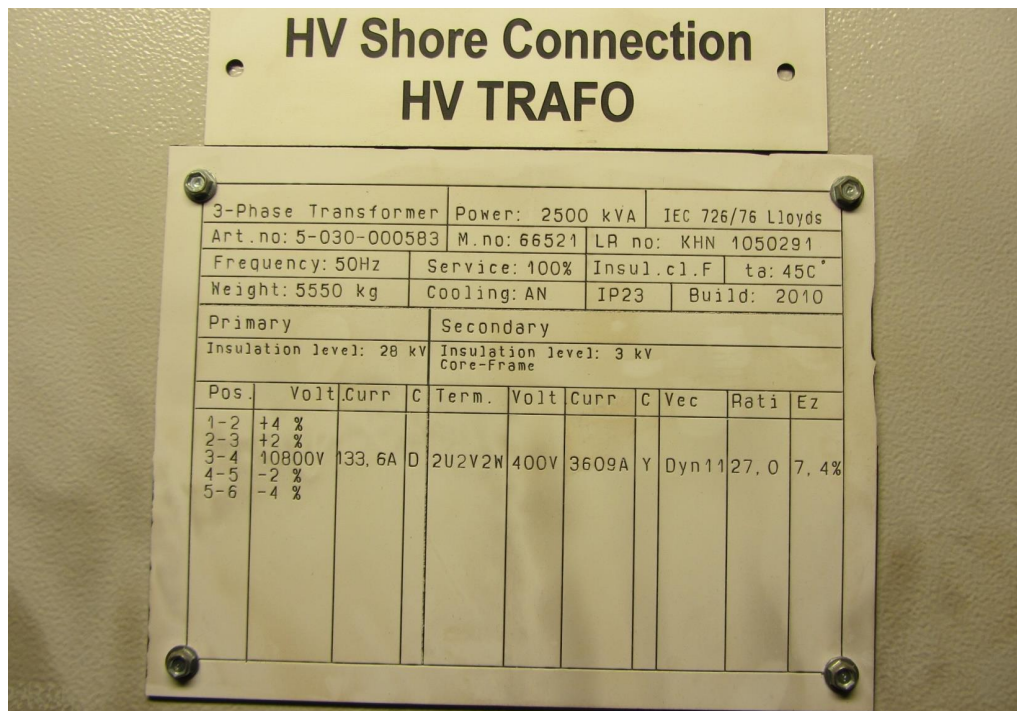 HV Shore Connection
HV TRAFO
3-Phase Transformer Power: 2500 kVA IEC 726/76 Lloyds
Art.no: 5-030-000583 M.no: 66521 LR no: KHN 1050291
Frequency: 50Hz Service: 100% Insul.cl.F ta: 45C°
Weight: 5550 kg Cooling: AN IP23 Build: 2010
Primary Secondary
Insulation level: 28 kV Insulation level: 3 kV
Core-Frame
Pos. Volt. Curr C Term. Volt Curr C Vec Rati Ez
1-2 +4 %
2-3 +2 %
3-4 10800V 133,6A D 2U2V2W 400V 3609A Y Dyn11 27,0 7,4%
4-5 -2 %
5-6 -4 %